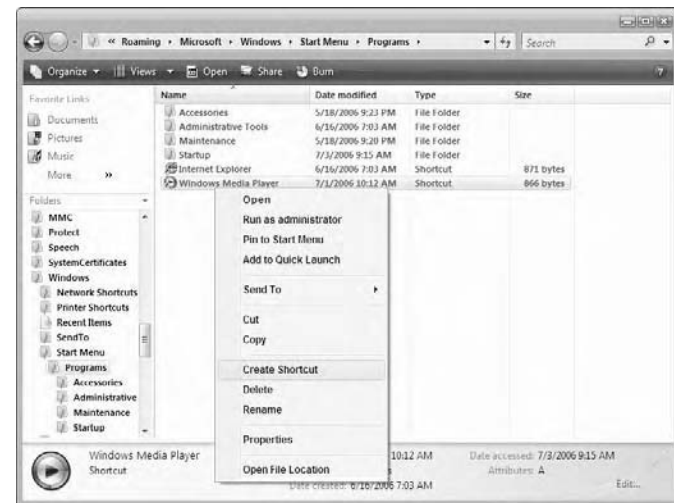 « Roaming ▸ Microsoft ▸ Windows ▸ Start Menu ▸ Programs ▸ Search
Organize Views Open Share Burn ?
Favorite Links
Documents
Pictures
Music
More »
Folders
MMC
Protect
Speech
SystemCertificates
Windows
Network Shortcuts
Printer Shortcuts
Recent Items
SendTo
Start Menu
Programs
Accessories
Administrative
Maintenance
Startup
Name Date modified Type Size
Accessories 5/18/2006 9:23 PM File Folder
Administrative Tools 6/16/2006 7:03 AM File Folder
Maintenance 5/18/2006 9:20 PM File Folder
Startup 7/3/2006 9:15 AM File Folder
Internet Explorer 6/16/2006 7:03 AM Shortcut 871 bytes
Windows Media Player 7/1/2006 10:12 AM Shortcut 866 bytes
Open
Run as administrator
Pin to Start Menu
Add to Quick Launch
Send To
Cut
Copy
Create Shortcut
Delete
Rename
Properties
Open File Location
Windows Media Player 10:12 AM Date accessed: 7/3/2006 9:15 AM
Shortcut Attributes: A
Date created: 6/16/2006 7:03 AM Edit...